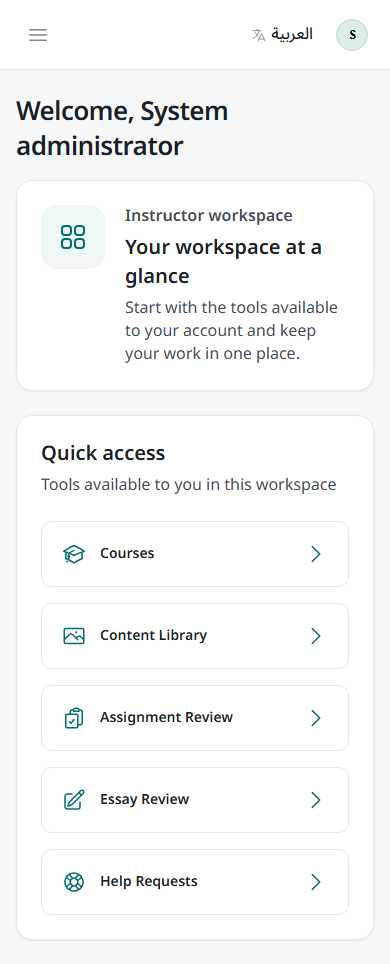 العربية
S
Welcome, System
administrator
Instructor workspace
Your workspace at a
glance
Start with the tools available
to your account and keep
your work in one place.
Quick access
Tools available to you in this workspace
Courses
Content Library
Assignment Review
Essay Review
Help Requests